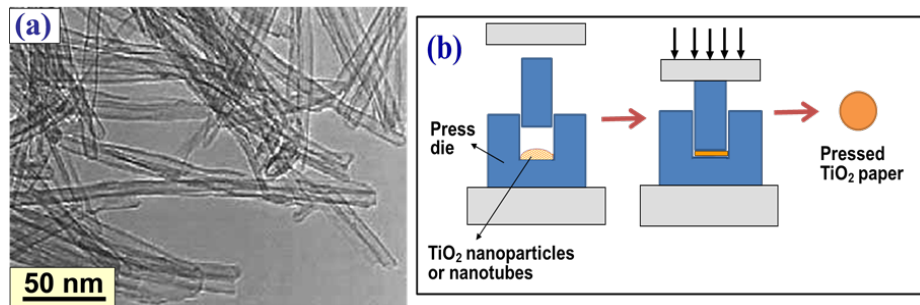 (a)
50 nm
(b)
Press
die
TiO₂ nanoparticles
or nanotubes
Pressed
TiO₂ paper